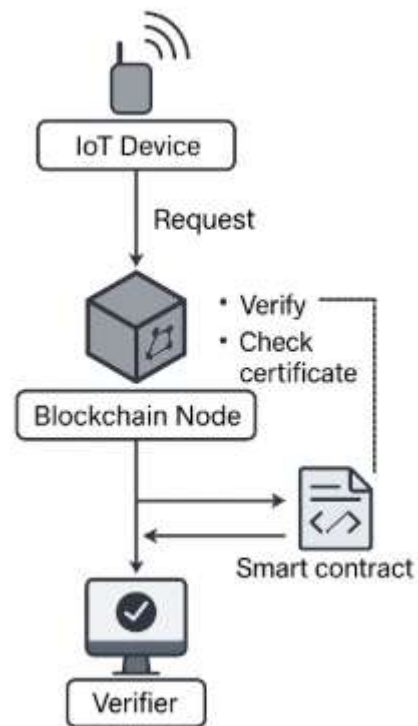 IoT Device
Request
• Verify
• Check
certificate
Blockchain Node
</>
Smart contract
Verifier